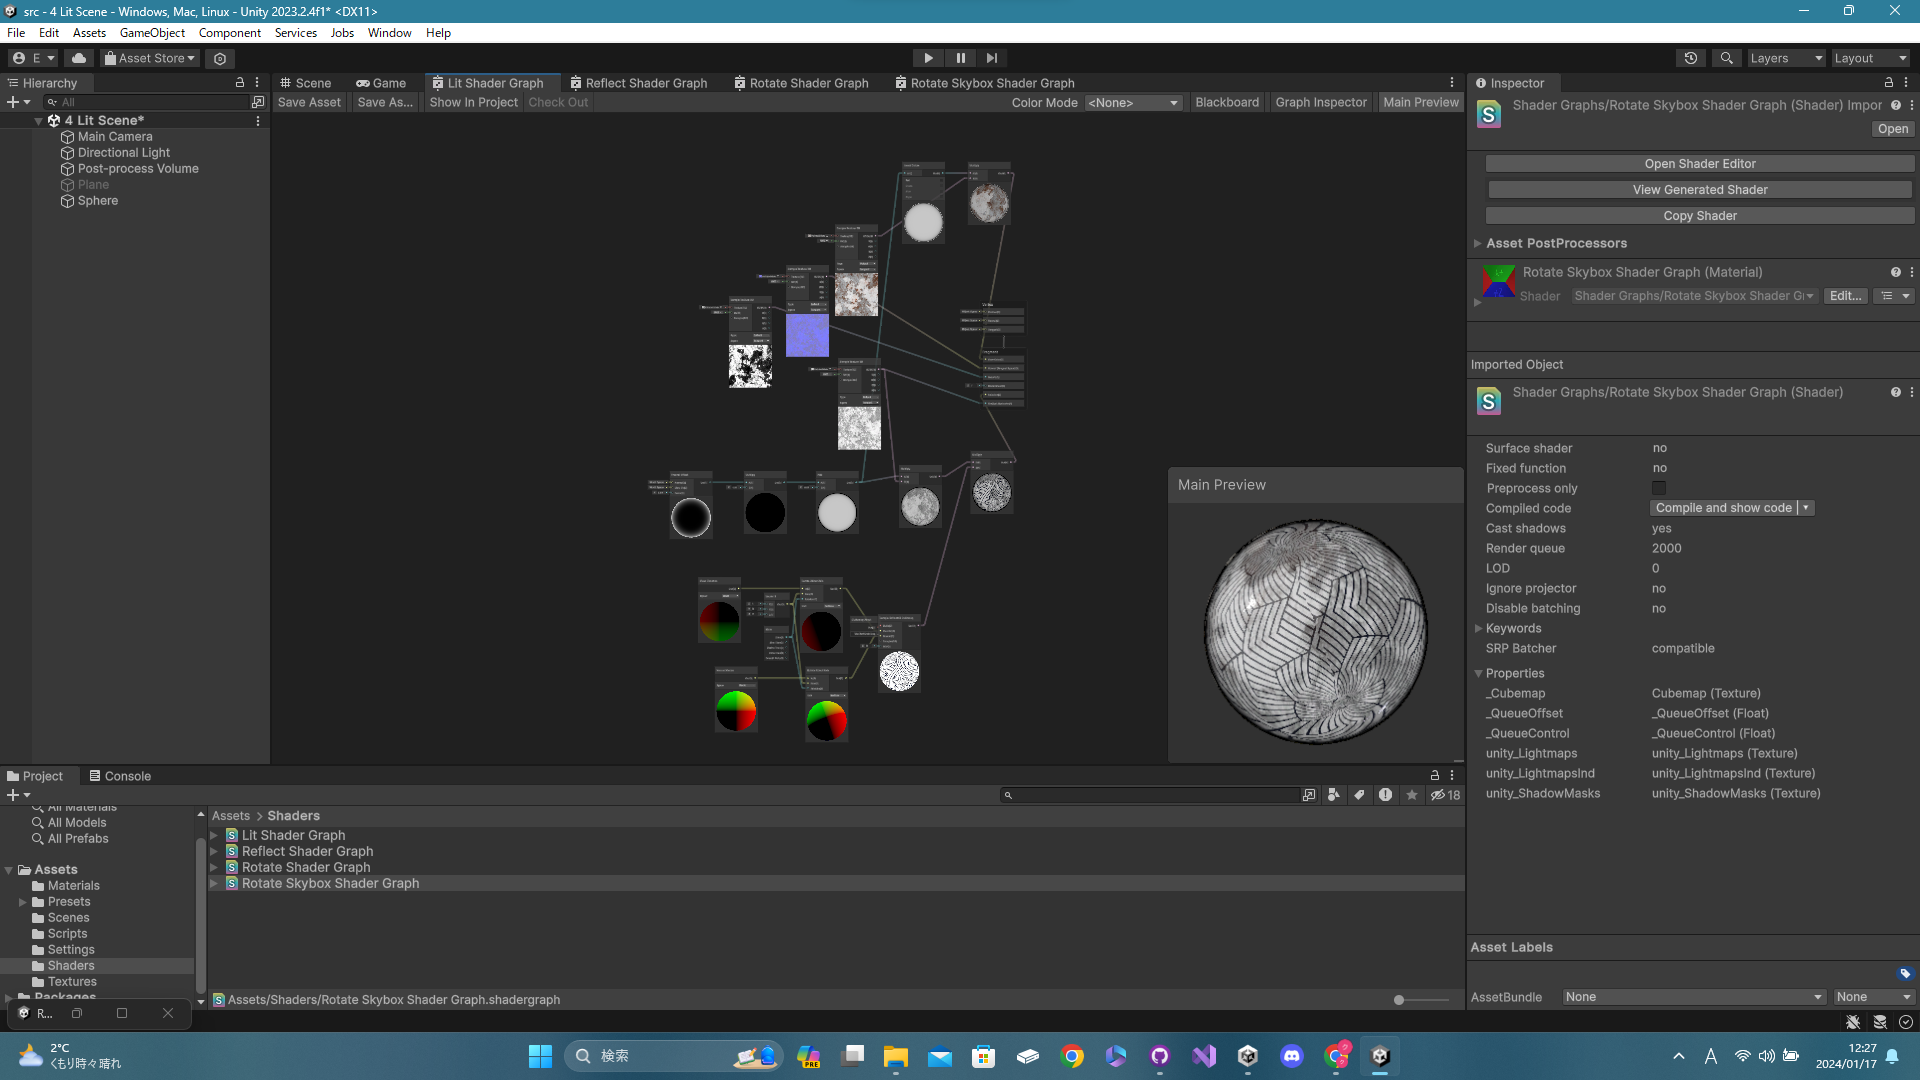 src - 4 Lit Scene - Windows, Mac, Linux - Unity 2023.2.4f1* <DX11>
File Edit Assets GameObject Component Services Jobs Window Help
E Asset Store Layers Layout
Hierarchy
All
4 Lit Scene*
Main Camera
Directional Light
Post-process Volume
Plane
Sphere
Scene Game Lit Shader Graph Reflect Shader Graph Rotate Shader Graph Rotate Skybox Shader Graph
Save Asset Save As... Show In Project Check Out Color Mode <None> Blackboard Graph Inspector Main Preview
Main Preview
Inspector
Shader Graphs/Rotate Skybox Shader Graph (Shader) Impor
Open
Open Shader Editor
View Generated Shader
Copy Shader
Asset PostProcessors
Rotate Skybox Shader Graph (Material)
Shader Shader Graphs/Rotate Skybox Shader G Edit...
Imported Object
Shader Graphs/Rotate Skybox Shader Graph (Shader)
Surface shader no
Fixed function no
Preprocess only
Compiled code Compile and show code
Cast shadows yes
Render queue 2000
LOD 0
Ignore projector no
Disable batching no
Keywords
SRP Batcher compatible
Properties
_Cubemap Cubemap (Texture)
_QueueOffset _QueueOffset (Float)
_QueueControl _QueueControl (Float)
unity_Lightmaps unity_Lightmaps (Texture)
unity_LightmapsInd unity_LightmapsInd (Texture)
unity_ShadowMasks unity_ShadowMasks (Texture)
Asset Labels
AssetBundle None None
Project Console
18
All Materials
All Models
All Prefabs
Assets
Materials
Presets
Scenes
Scripts
Settings
Shaders
Textures
Packages
Assets > Shaders
Lit Shader Graph
Reflect Shader Graph
Rotate Shader Graph
Rotate Skybox Shader Graph
Assets/Shaders/Rotate Skybox Shader Graph.shadergraph
R...
2°C
くもり時々晴れ
検索
PRE
2
A
12:27
2024/01/17